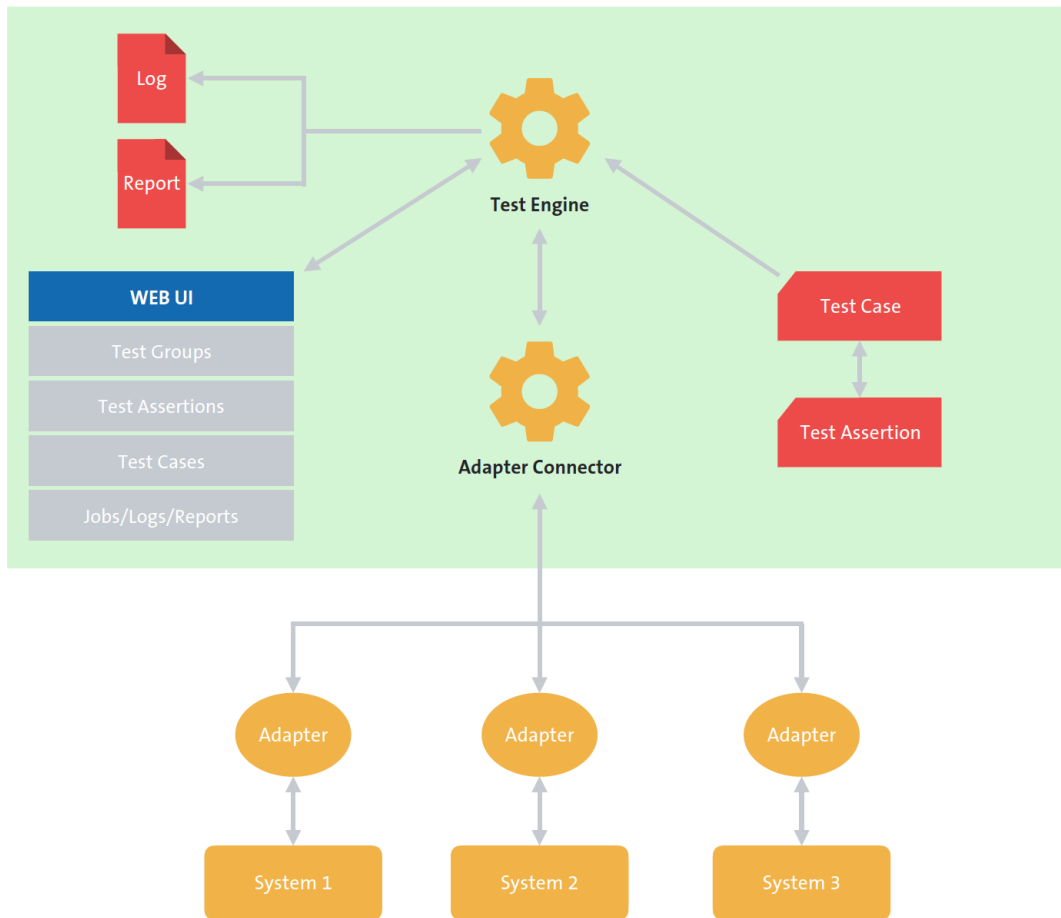 Log
Report
Test Engine
WEB UI
Test Groups
Test Assertions
Test Cases
Jobs/Logs/Reports
Adapter Connector
Test Case
Test Assertion
Adapter
Adapter
Adapter
System 1
System 2
System 3